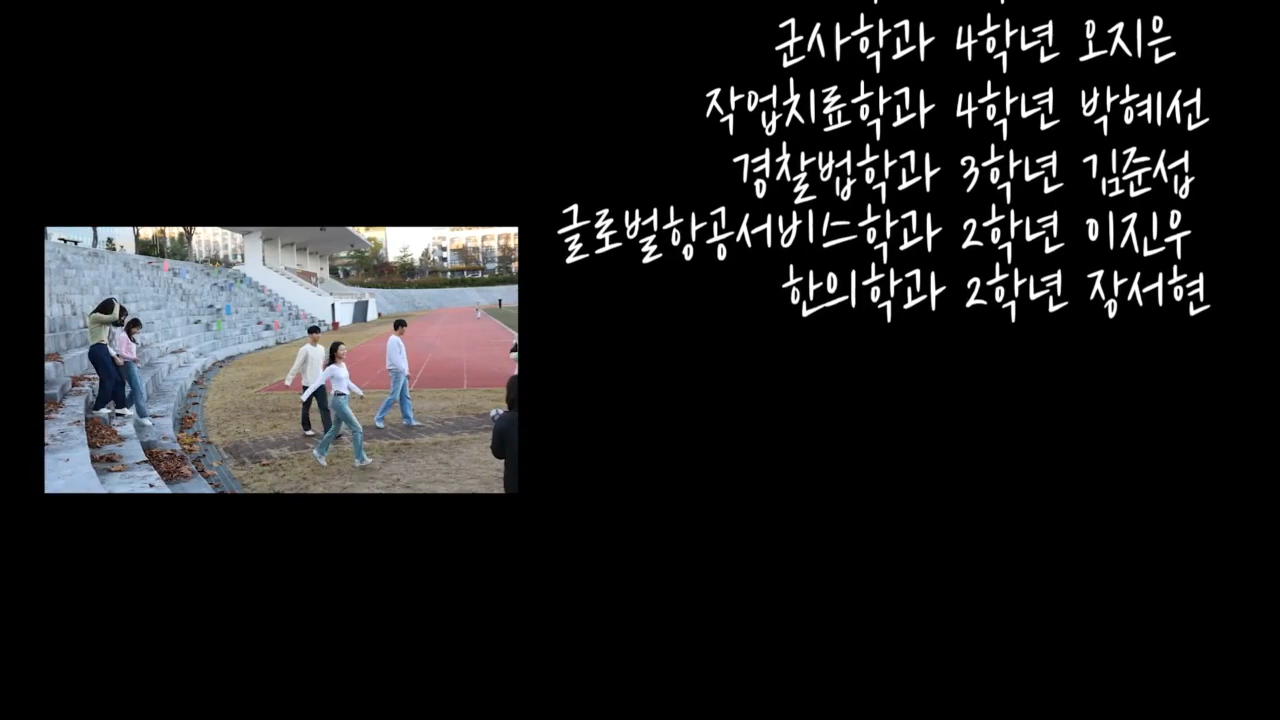 군사학과 4학년 오지은
작업치료학과 4학년 박혜선
경찰법학과 3학년 김준섭
글로벌항공서비스학과 2학년 이진우
한의학과 2학년 장서현